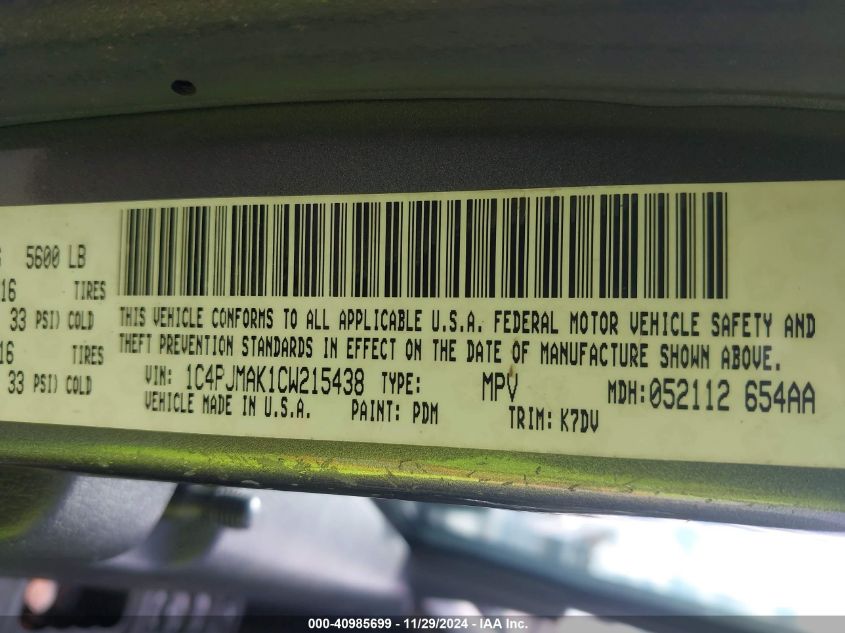 5600 LB
16 TIRES
33 PSI) COLD
16 TIRES
33 PSI) COLD
THIS VEHICLE CONFORMS TO ALL APPLICABLE U.S.A. FEDERAL MOTOR VEHICLE SAFETY AND
THEFT PREVENTION STANDARDS IN EFFECT ON THE DATE OF MANUFACTURE SHOWN ABOVE.
VIN: 1C4PJMAK1CW215438 TYPE: MPV MDH:052112 654AA
VEHICLE MADE IN U.S.A. PAINT: PDM TRIM: K7DV
000-40985699 - 11/29/2024 - IAA Inc.